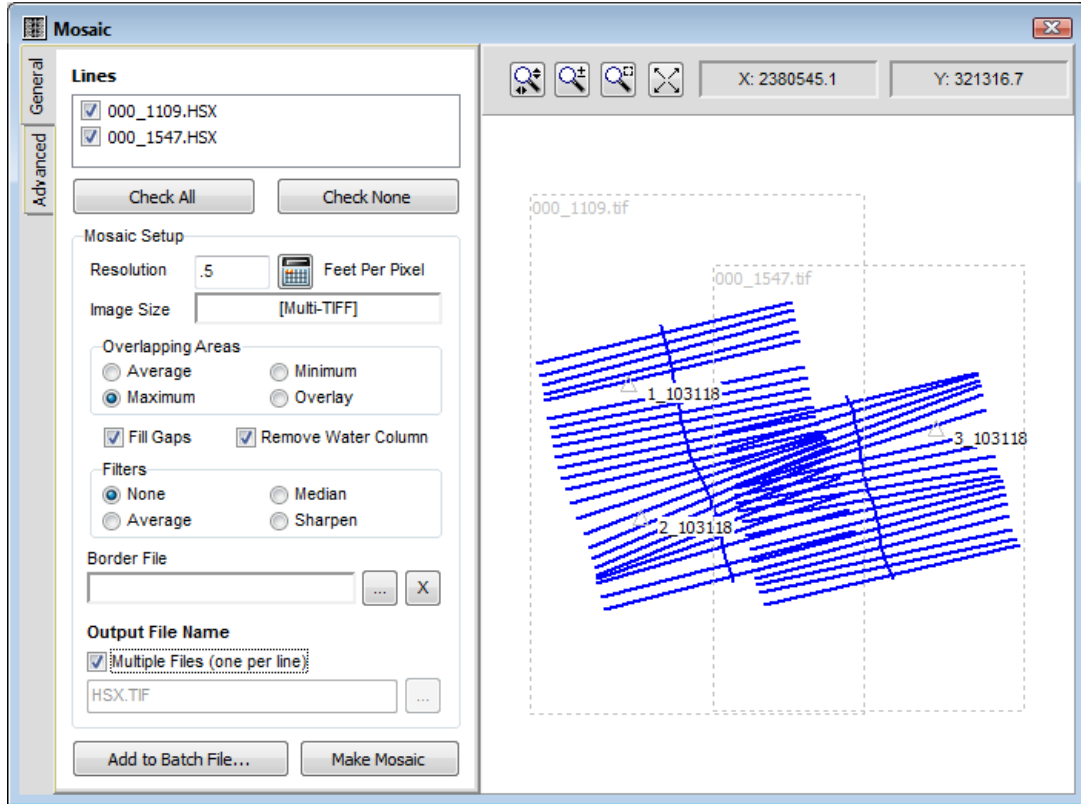 Mosaic
General
Advanced
Lines
000_1109.HSX
000_1547.HSX
Check All
Check None
Mosaic Setup
Resolution .5 Feet Per Pixel
Image Size [Multi-TIFF]
Overlapping Areas
Average
Minimum
Maximum
Overlay
Fill Gaps
Remove Water Column
Filters
None
Median
Average
Sharpen
Border File
...
X
Output File Name
Multiple Files (one per line)
HSX.TIF
...
Add to Batch File...
Make Mosaic
X: 2380545.1
Y: 321316.7
000_1109.tif
000_1547.tif
1_103118
3_103118
2_103118